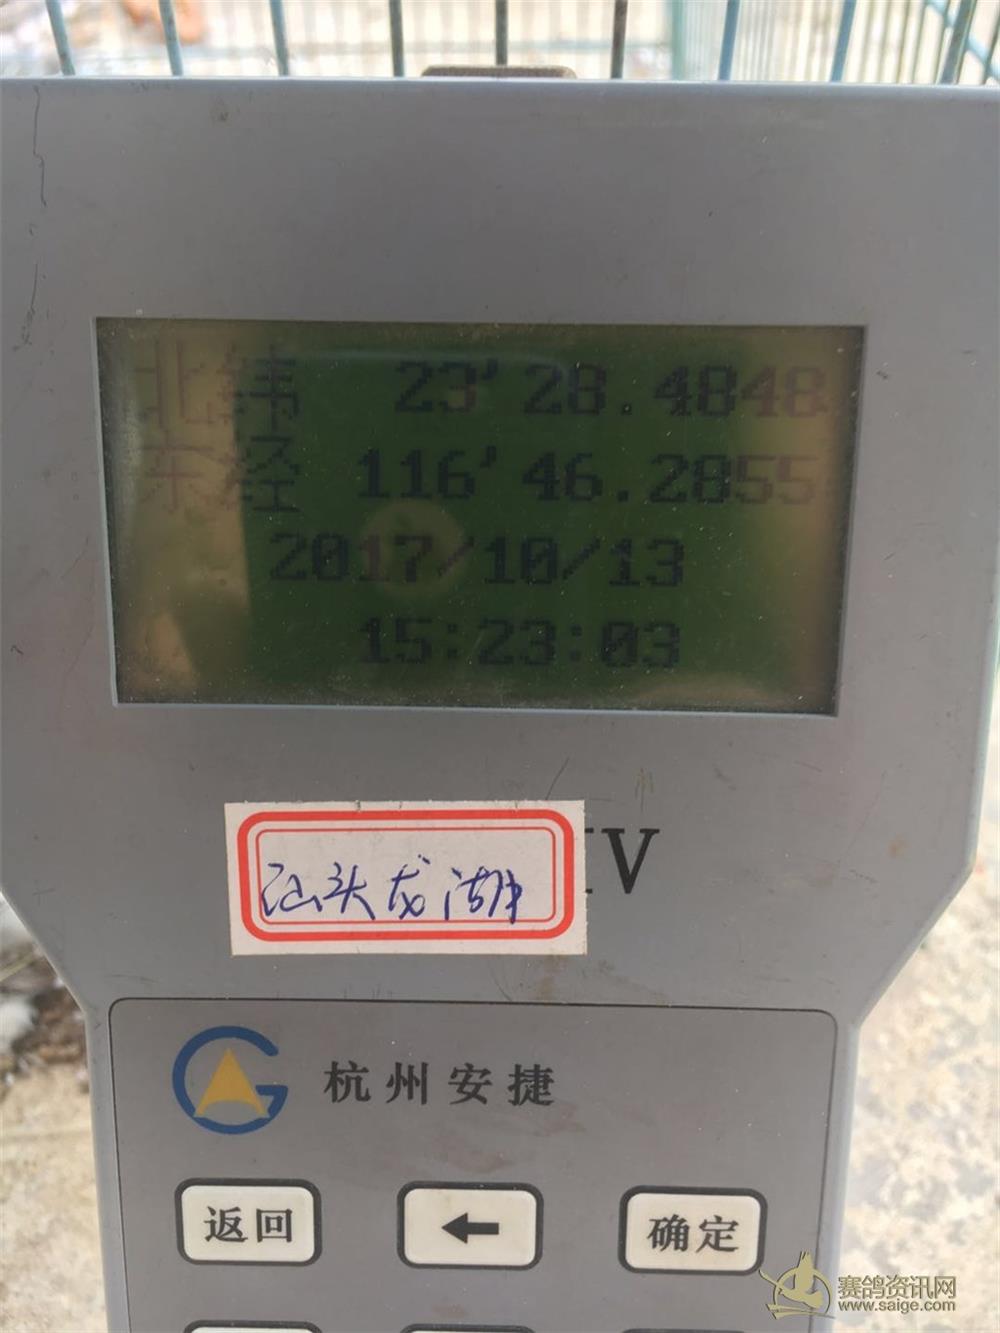 北纬 23'28.4848
东经 116'46.2855
2017/10/13
15:23:03
IV
汕头龙湖
杭州安捷
返回 ← 确定
赛鸽资讯网
www.saige.com